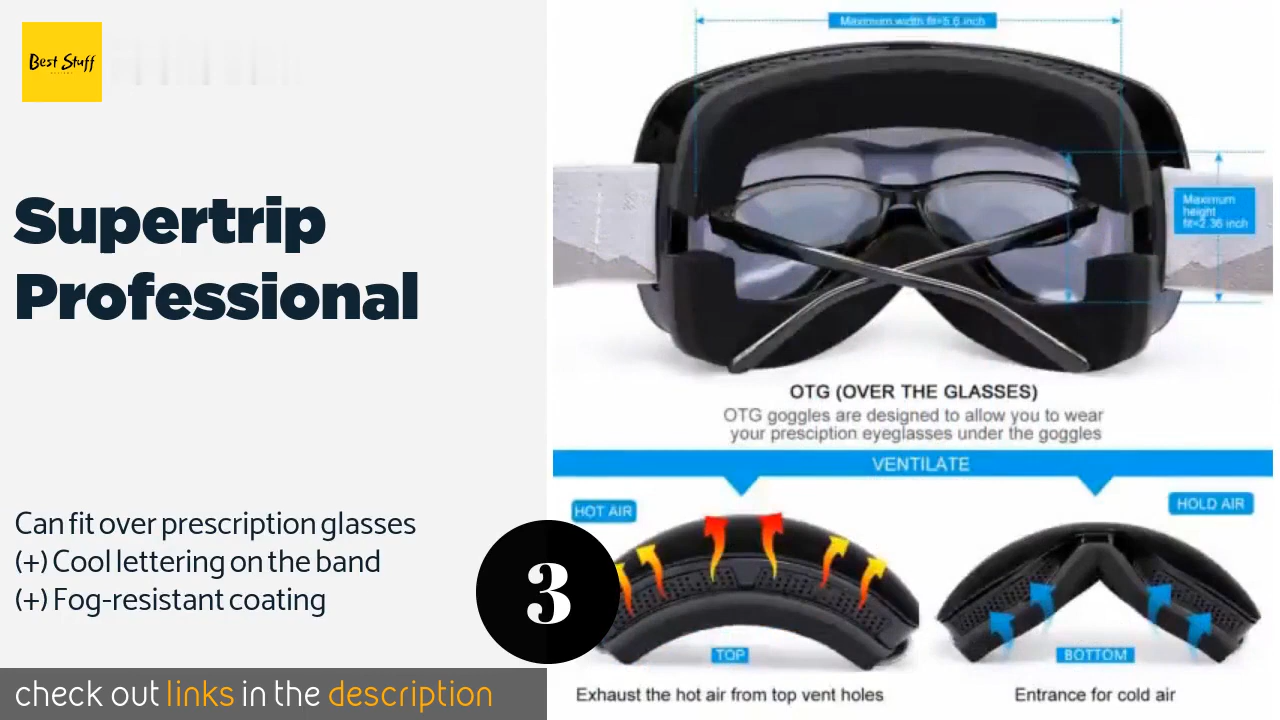 Best Stuff
Supertrip
Professional
Can fit over prescription glasses
(+) Cool lettering on the band
(+) Fog-resistant coating
3
check out links in the description
Maximum width fit=5.6 inch
Maximum
height
fit=2.36 inch
OTG (OVER THE GLASSES)
OTG goggles are designed to allow you to wear
your presciption eyeglasses under the goggles
VENTILATE
HOT AIR
HOLD AIR
TOP
BOTTOM
Exhaust the hot air from top vent holes
Entrance for cold air